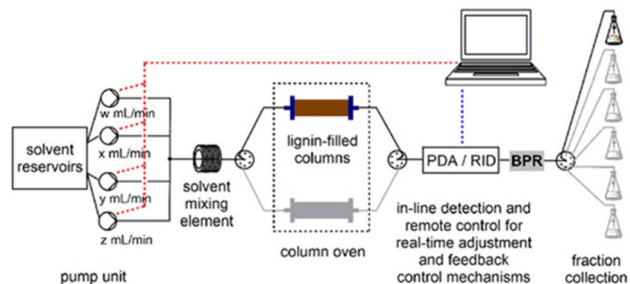 solvent
reservoirs
w mL/min
x mL/min
y mL/min
z mL/min
pump unit
solvent
mixing
element
lignin-filled
columns
column oven
PDA / RID
BPR
in-line detection and
remote control for
real-time adjustment
and feedback
control mechanisms
fraction
collection